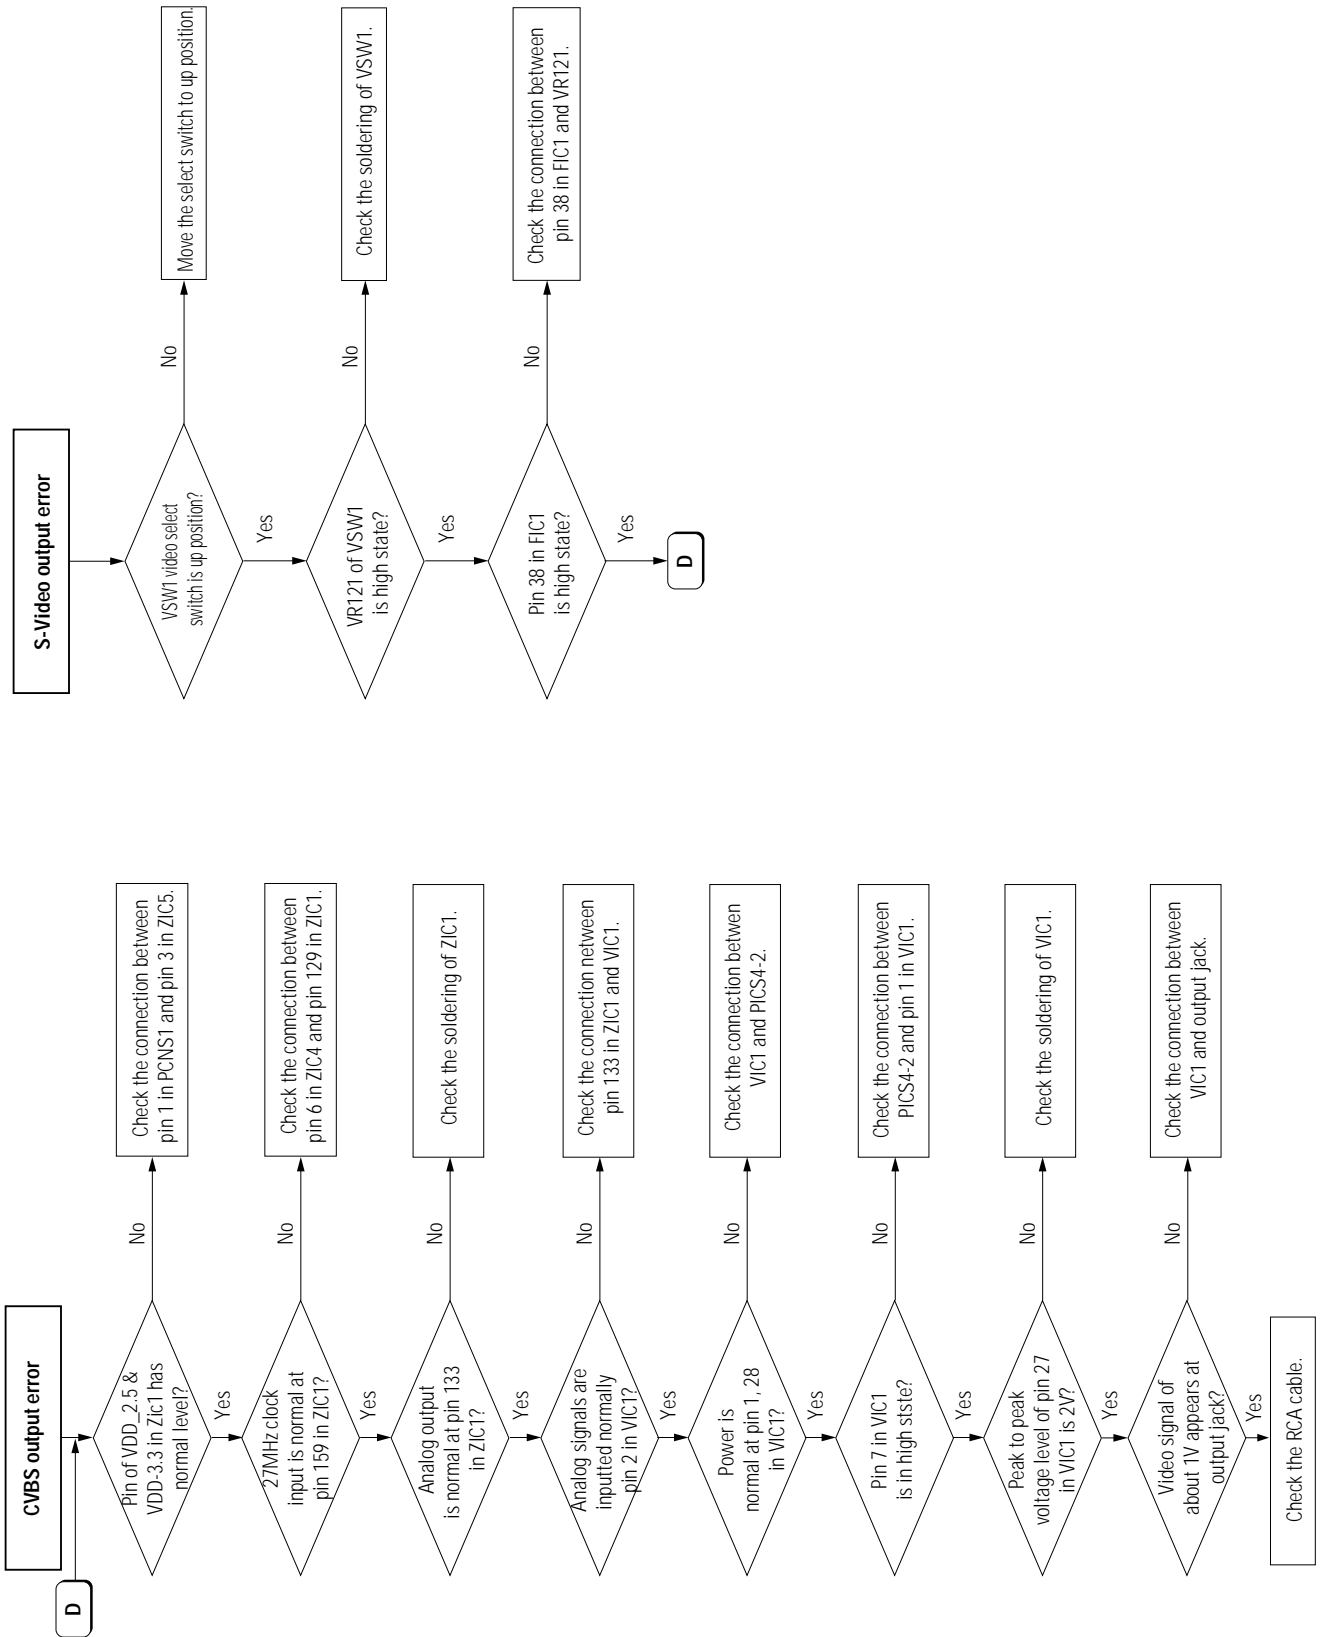 CVBS output error
D
Pin of VDD_2.5 &
VDD-3.3 in Zic1 has
normal level?
No
Check the connection between
pin 1 in PCNS1 and pin 3 in ZIC5.
Yes
27MHz clock
input is normal at
pin 159 in ZIC1?
No
Check the connection between
pin 6 in ZIC4 and pin 129 in ZIC1.
Yes
Analog output
is normal at pin 133
in ZIC1?
No
Check the soldering of ZIC1.
Yes
Analog signals are
inputted normally
pin 2 in VIC1?
No
Check the connection netween
pin 133 in ZIC1 and VIC1.
Yes
Power is
normal at pin 1, 28
in VIC1?
No
Check the connection between
VIC1 and PICS4-2.
Yes
Pin 7 in VIC1
is in high stste?
No
Check the connection between
PICS4-2 and pin 1 in VIC1.
Yes
Peak to peak
voltage level of pin 27
in VIC1 is 2V?
No
Check the soldering of VIC1.
Yes
Video signal of
about 1V appears at
output jack?
No
Check the connection between
VIC1 and output jack.
Yes
Check the RCA cable.
S-Video output error
VSW1 video select
switch is up position?
No
Move the select switch to up position.
Yes
VR121 of VSW1
is high state?
No
Check the soldering of VSW1.
Yes
Pin 38 in FIC1
is high state?
No
Check the connection between
pin 38 in FIC1 and VR121.
Yes
D